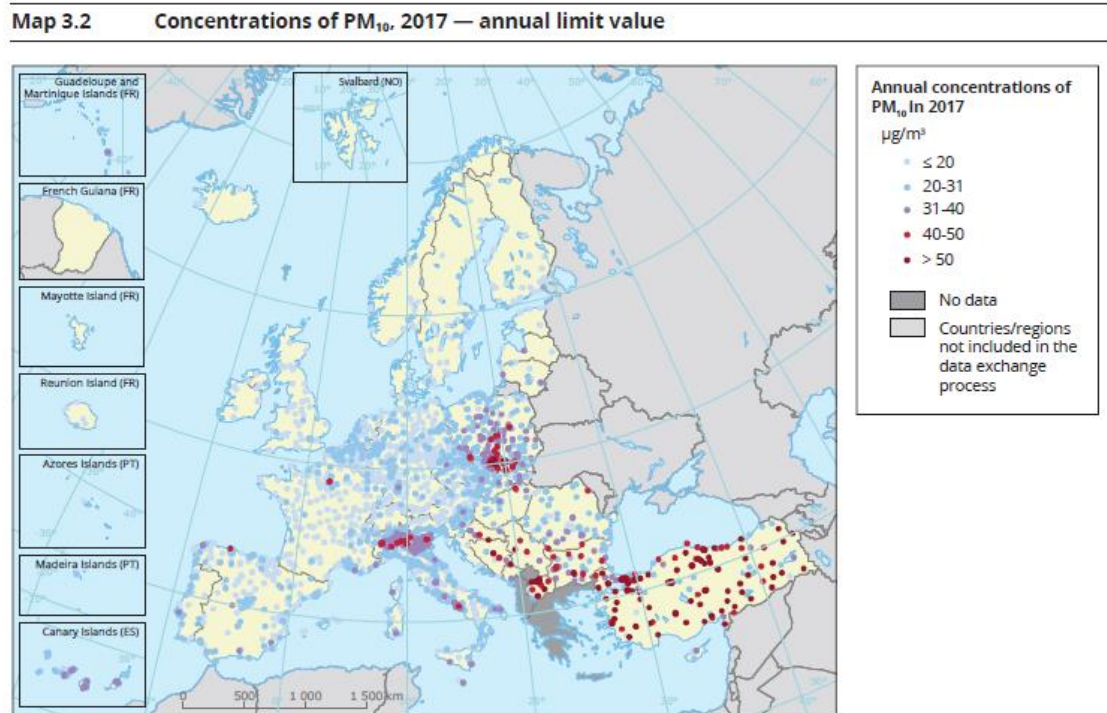 Map 3.2 Concentrations of PM₁₀, 2017 — annual limit value
Guadeloupe and
Martinique Islands (FR)
Svalbard (NO)
French Guiana (FR)
Mayotte Island (FR)
Reunion Island (FR)
Azores Islands (PT)
Madeira Islands (PT)
Canary Islands (ES)
0 500 1 000 1 500 km
Annual concentrations of
PM₁₀ in 2017
µg/m³
≤ 20
20-31
31-40
40-50
> 50
No data
Countries/regions
not included in the
data exchange
process